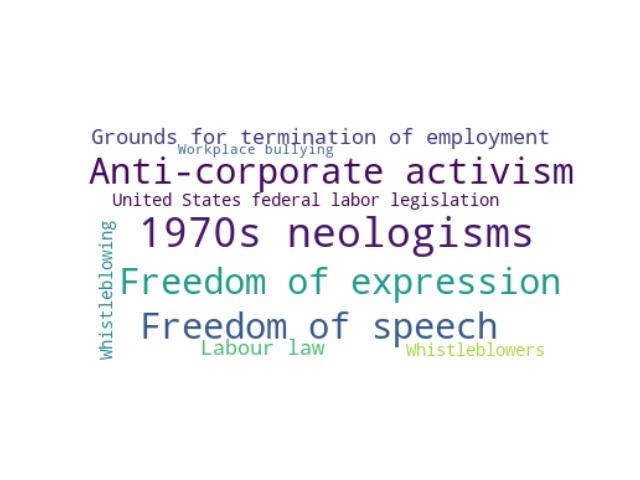 Grounds for termination of employment
Workplace bullying
Anti-corporate activism
United States federal labor legislation
1970s neologisms
Whistleblowing
Freedom of expression
Freedom of speech
Labour law
Whistleblowers